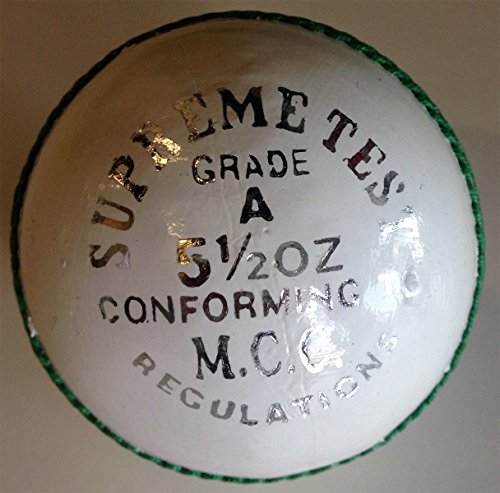 SUPREME TEST
GRADE
A
5½OZ
CONFORMING
M.C.C
REGULATIONS